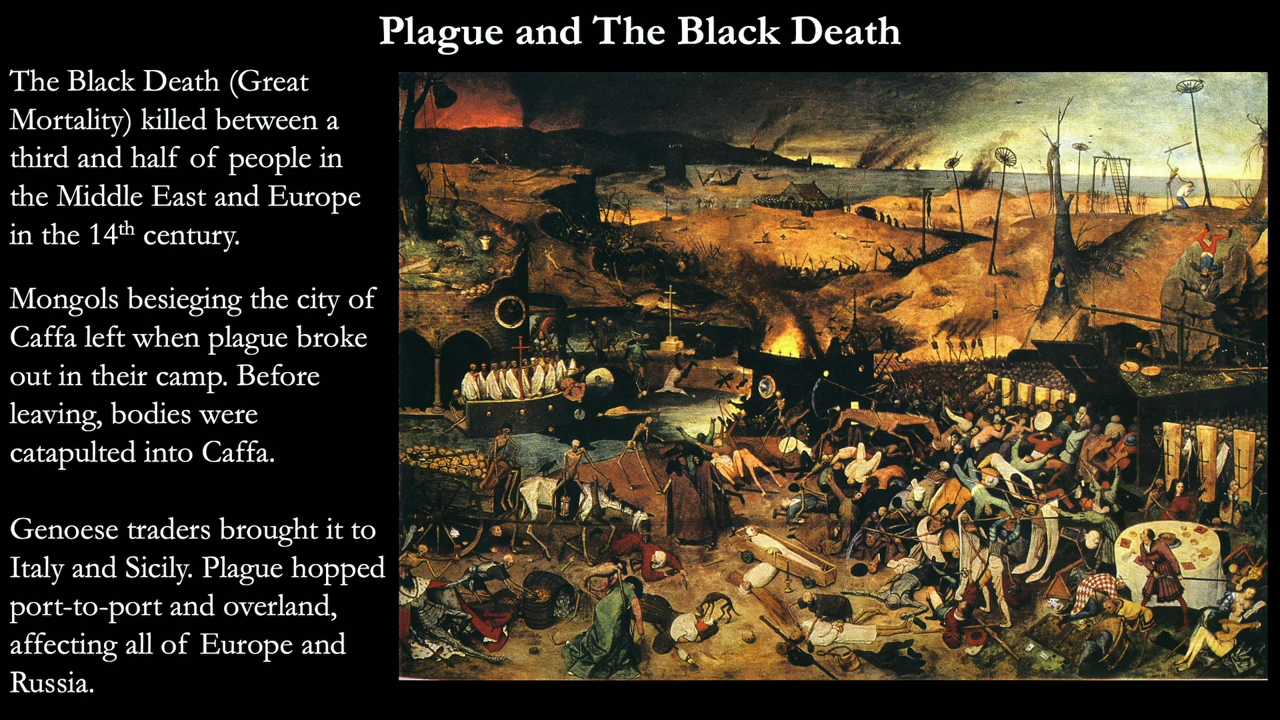 Plague and The Black Death
The Black Death (Great
Mortality) killed between a
third and half of people in
the Middle East and Europe
in the 14th century.
Mongols besieging the city of
Caffa left when plague broke
out in their camp. Before
leaving, bodies were
catapulted into Caffa.
Genoese traders brought it to
Italy and Sicily. Plague hopped
port-to-port and overland,
affecting all of Europe and
Russia.